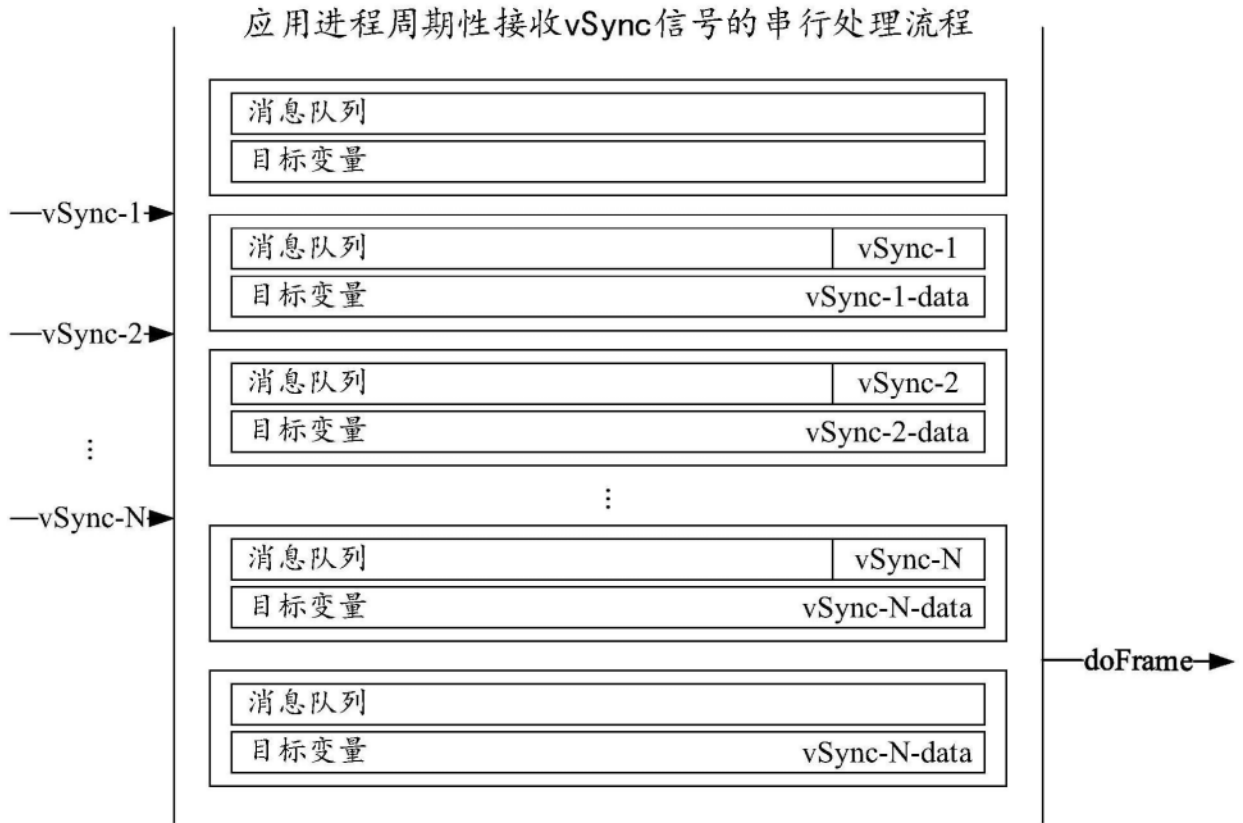 应用进程周期性接收vSync信号的串行处理流程
消息队列
目标变量
vSync-1
消息队列 vSync-1
目标变量 vSync-1-data
vSync-2
消息队列 vSync-2
目标变量 vSync-2-data
⋮
⋮
vSync-N
消息队列 vSync-N
目标变量 vSync-N-data
doFrame
消息队列
目标变量 vSync-N-data